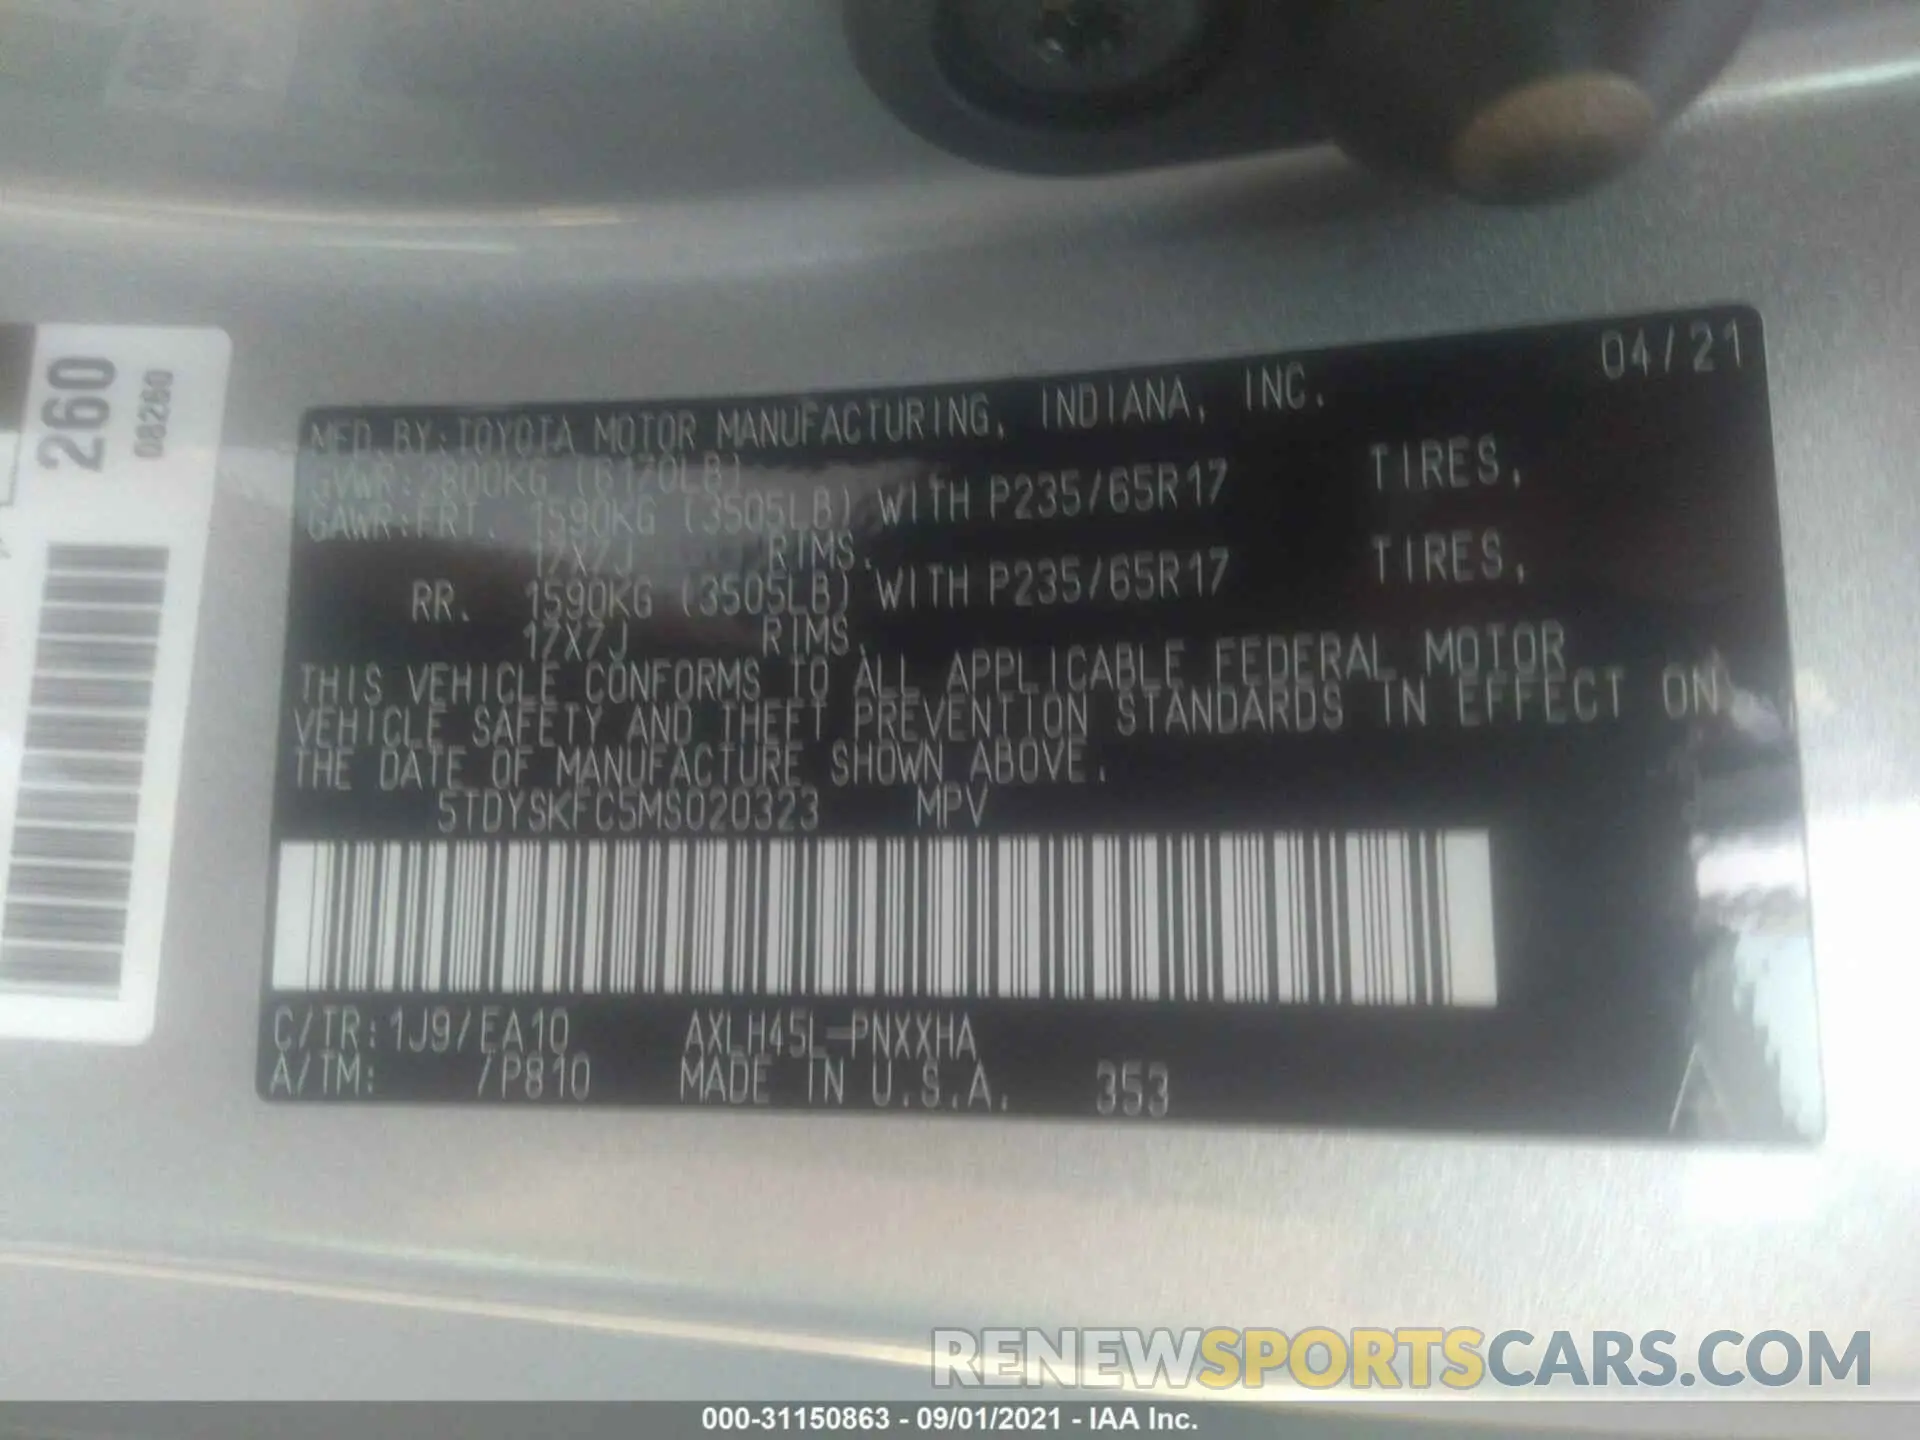 260
08260
04/21
MFD.BY:TOYOTA MOTOR MANUFACTURING, INDIANA, INC.
GVWR:2800KG (6170LB)
GAWR:FRT. 1590KG (3505LB) WITH P235/65R17 TIRES,
17X7J RIMS.
RR. 1590KG (3505LB) WITH P235/65R17 TIRES,
17X7J RIMS.
THIS VEHICLE CONFORMS TO ALL APPLICABLE FEDERAL MOTOR
VEHICLE SAFETY AND THEFT PREVENTION STANDARDS IN EFFECT ON
THE DATE OF MANUFACTURE SHOWN ABOVE.
5TDYSKFC5MS020323 MPV
C/TR:1J9/EA10 AXLH45L-PNXXHA
A/TM: /P810 MADE IN U.S.A. 353
RENEWSPORTSCARS.COM
000-31150863 - 09/01/2021 - IAA Inc.